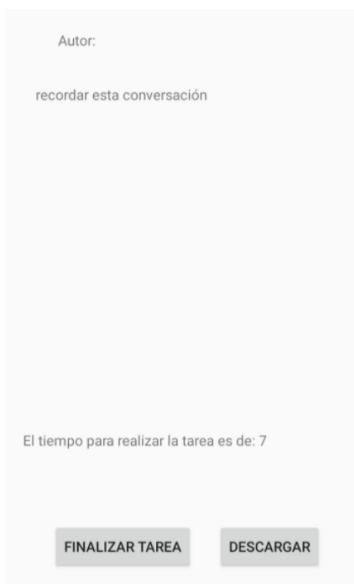 Autor:
recordar esta conversación
El tiempo para realizar la tarea es de: 7
FINALIZAR TAREA DESCARGAR